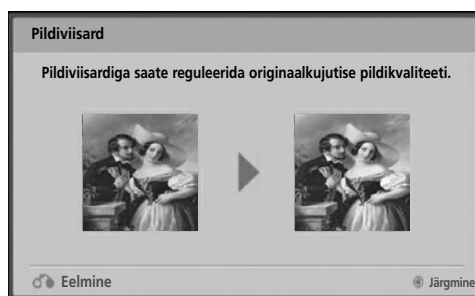 Pildiviisard
Pildiviisardiga saate reguleerida originaalkujutise pildikvaliteeti.
Eelmine
Järgmine